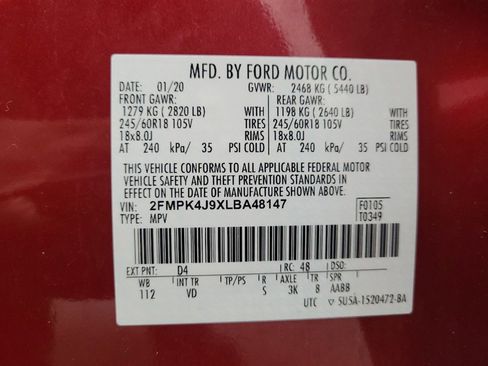 MFD. BY FORD MOTOR CO.
DATE: 01/20 GVWR: 2468 KG (5440 LB)
FRONT GAWR: REAR GAWR:
1279 KG (2820 LB) WITH 1198 KG (2640 LB) WITH
245/60R18 105V TIRES 245/60R18 105V TIRES
18x8.0J RIMS 18x8.0J RIMS
AT 240 kPa/ 35 PSI COLD AT 240 kPa/ 35 PSI COLD
THIS VEHICLE CONFORMS TO ALL APPLICABLE FEDERAL MOTOR
VEHICLE SAFETY AND THEFT PREVENTION STANDARDS IN
EFFECT ON THE DATE OF MANUFACTURE SHOWN ABOVE.
VIN: 2FMPK4J9XLBA48147 F0105
TYPE: MPV T0349
EXT PNT: D4 RC: 48 DSO:
WB INT TR TP/PS R AXLE TR SPR
112 VD S 3K 8 AABB
UTC ▽ 5USA-1520472-BA